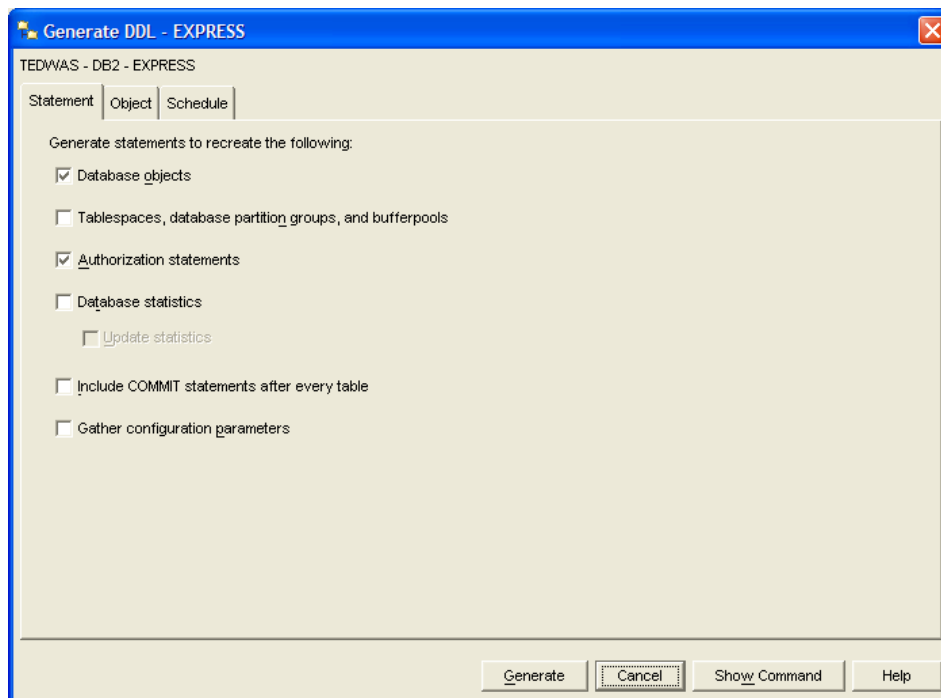 Generate DDL - EXPRESS
TEDWAS - DB2 - EXPRESS
Statement Object Schedule
Generate statements to recreate the following:
Database objects
Tablespaces, database partition groups, and bufferpools
Authorization statements
Database statistics
Update statistics
Include COMMIT statements after every table
Gather configuration parameters
Generate Cancel Show Command Help